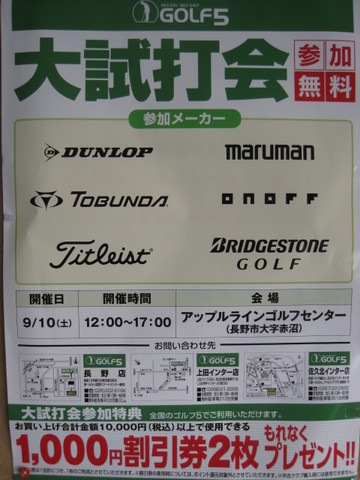 GOLF5
大試打会
参加
無料
参加メーカー
DUNLOP
maruman
TOBUNDA
ONOFF
Titleist
BRIDGESTONE
GOLF
開催日
開催時間
会場
9/10(土)
12:00~17:00
アップルラインゴルフセンター
(長野市大字赤沼)
お問い合わせ先
GOLF5
長野店
GOLF5
上田インター店
GOLF5
佐久インター店
大試打会参加特典 全国のゴルフ5でご利用いただけます。
お買い上げ合計金額10,000円(税込)以上で使用できる
1,000円割引券2枚
もれなく
プレゼント!!